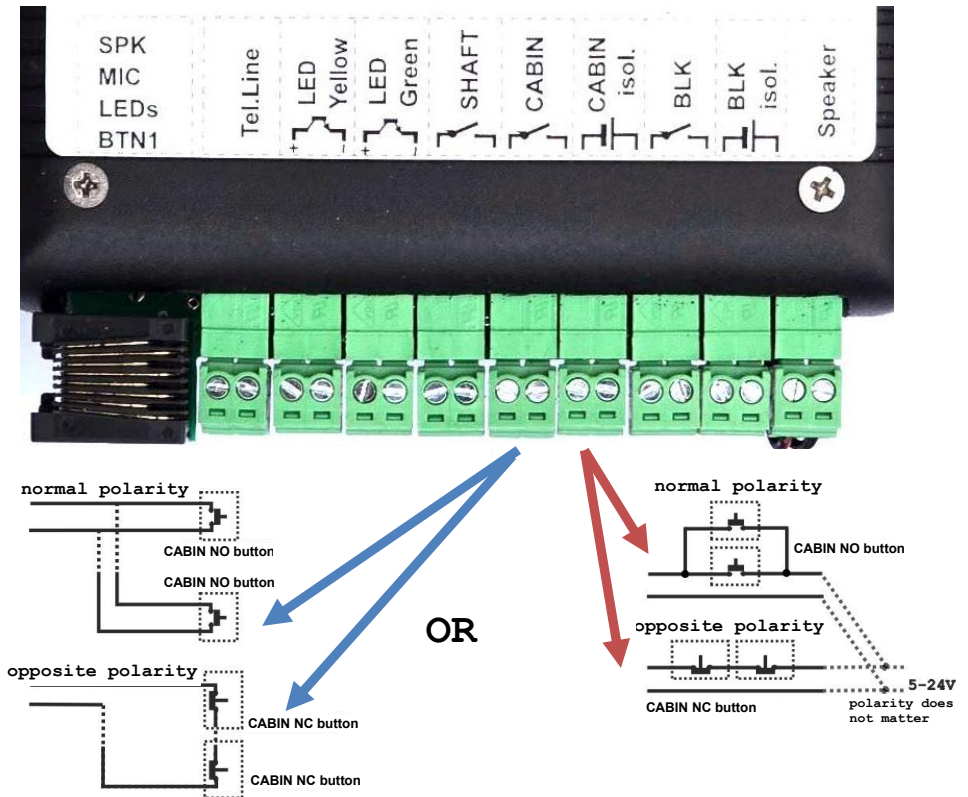 SPK
MIC
LEDs
BTN1
Tel.Line
LED
Yellow
+
-
LED
Green
+
-
SHAFT
CABIN
CABIN
isol.
BLK
BLK
isol.
Speaker
normal polarity
CABIN NO button
CABIN NO button
opposite polarity
CABIN NC button
CABIN NC button
OR
normal polarity
CABIN NO button
opposite polarity
CABIN NC button
5-24V
polarity does
not matter